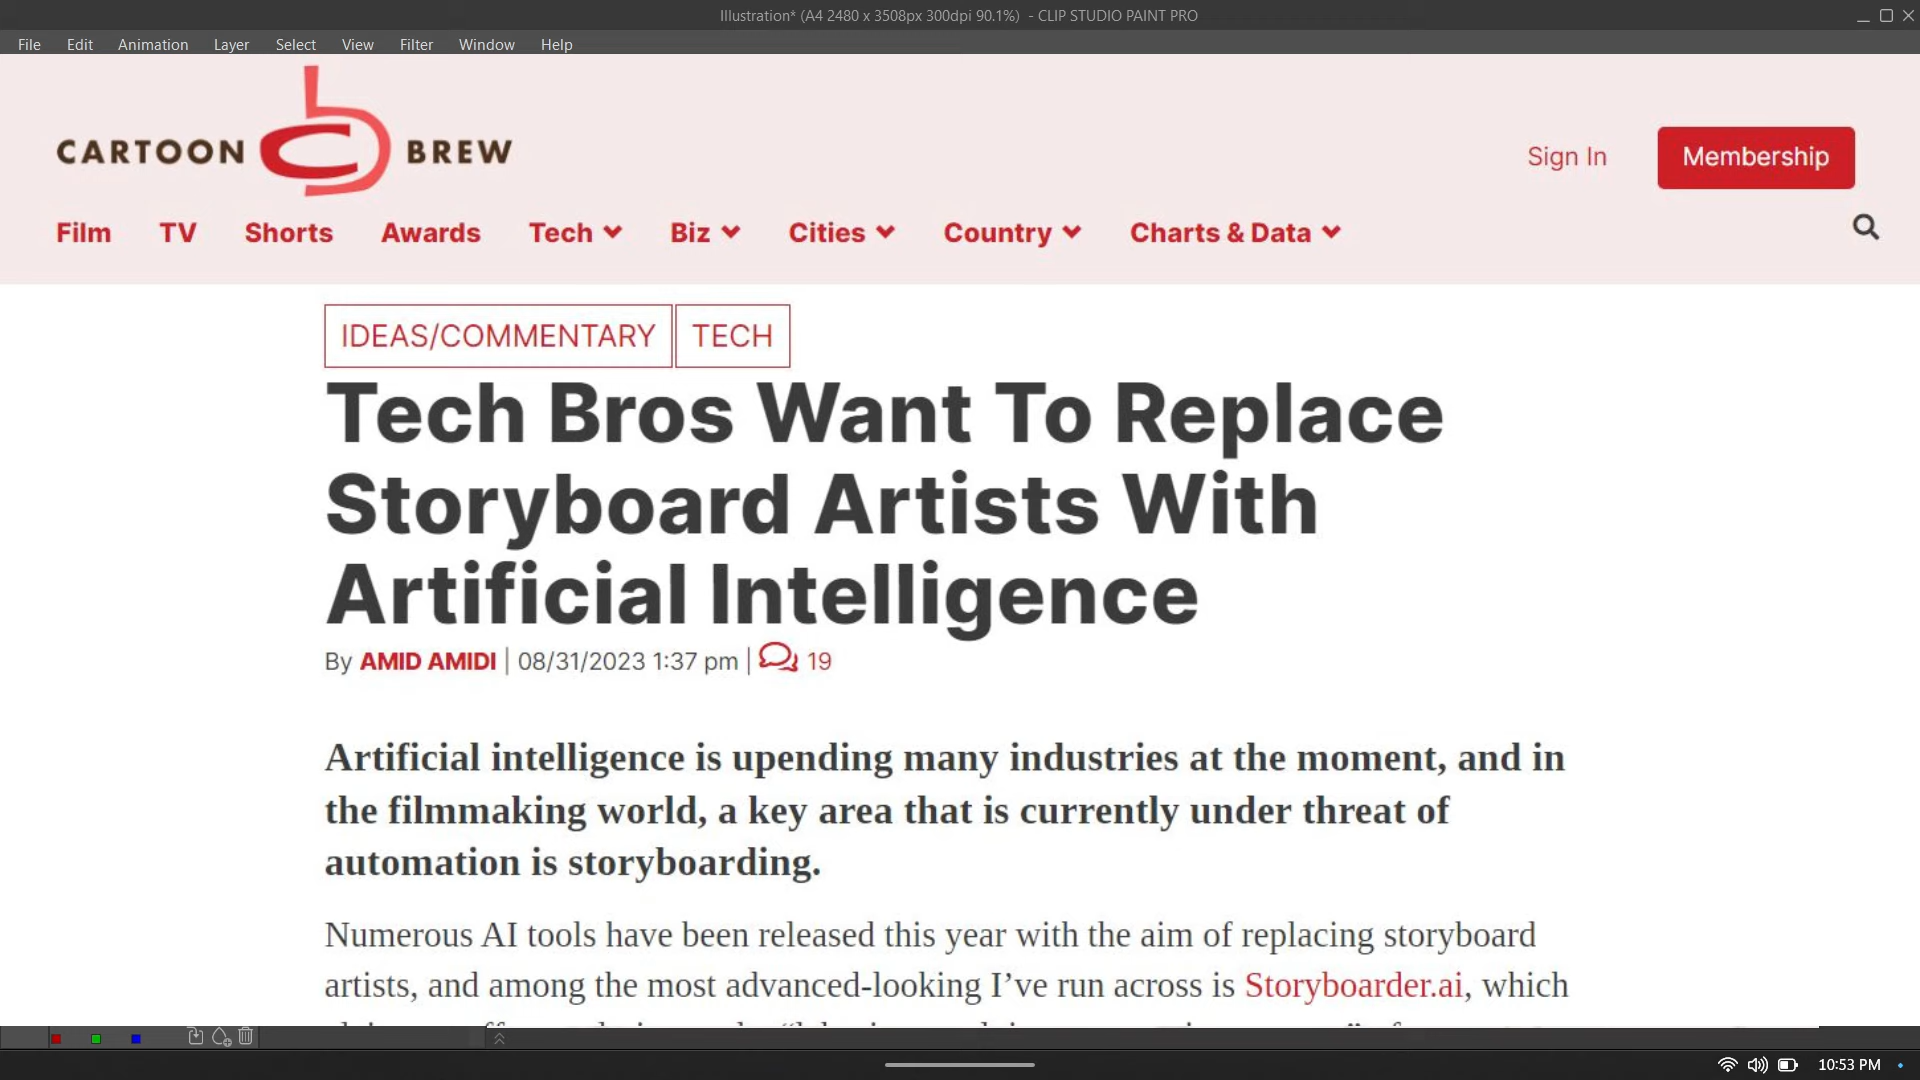 Illustration* (A4 2480 x 3508px 300dpi 90.1%) - CLIP STUDIO PAINT PRO
File Edit Animation Layer Select View Filter Window Help
CARTOON BREW
Sign In Membership
Film TV Shorts Awards Tech Biz Cities Country Charts & Data
IDEAS/COMMENTARY TECH
Tech Bros Want To Replace
Storyboard Artists With
Artificial Intelligence
By AMID AMIDI | 08/31/2023 1:37 pm | 19
Artificial intelligence is upending many industries at the moment, and in
the filmmaking world, a key area that is currently under threat of
automation is storyboarding.
Numerous AI tools have been released this year with the aim of replacing storyboard
artists, and among the most advanced-looking I’ve run across is Storyboarder.ai, which
10:53 PM